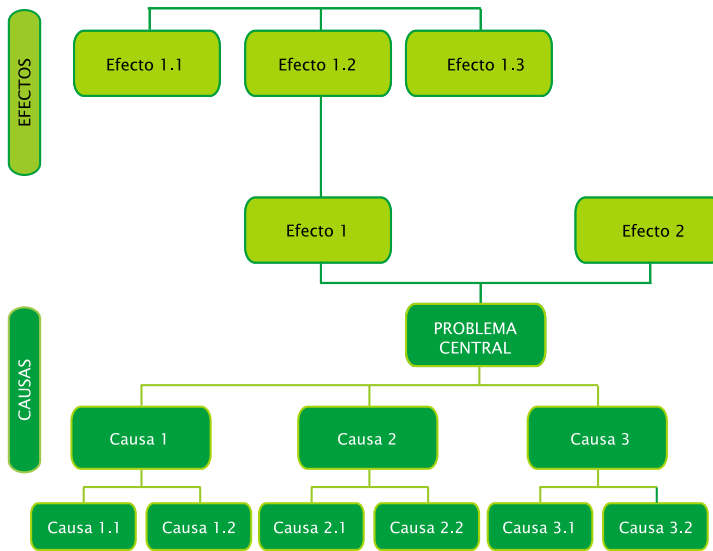 EFECTOS
Efecto 1.1
Efecto 1.2
Efecto 1.3
Efecto 1
Efecto 2
CAUSAS
PROBLEMA
CENTRAL
Causa 1
Causa 2
Causa 3
Causa 1.1
Causa 1.2
Causa 2.1
Causa 2.2
Causa 3.1
Causa 3.2